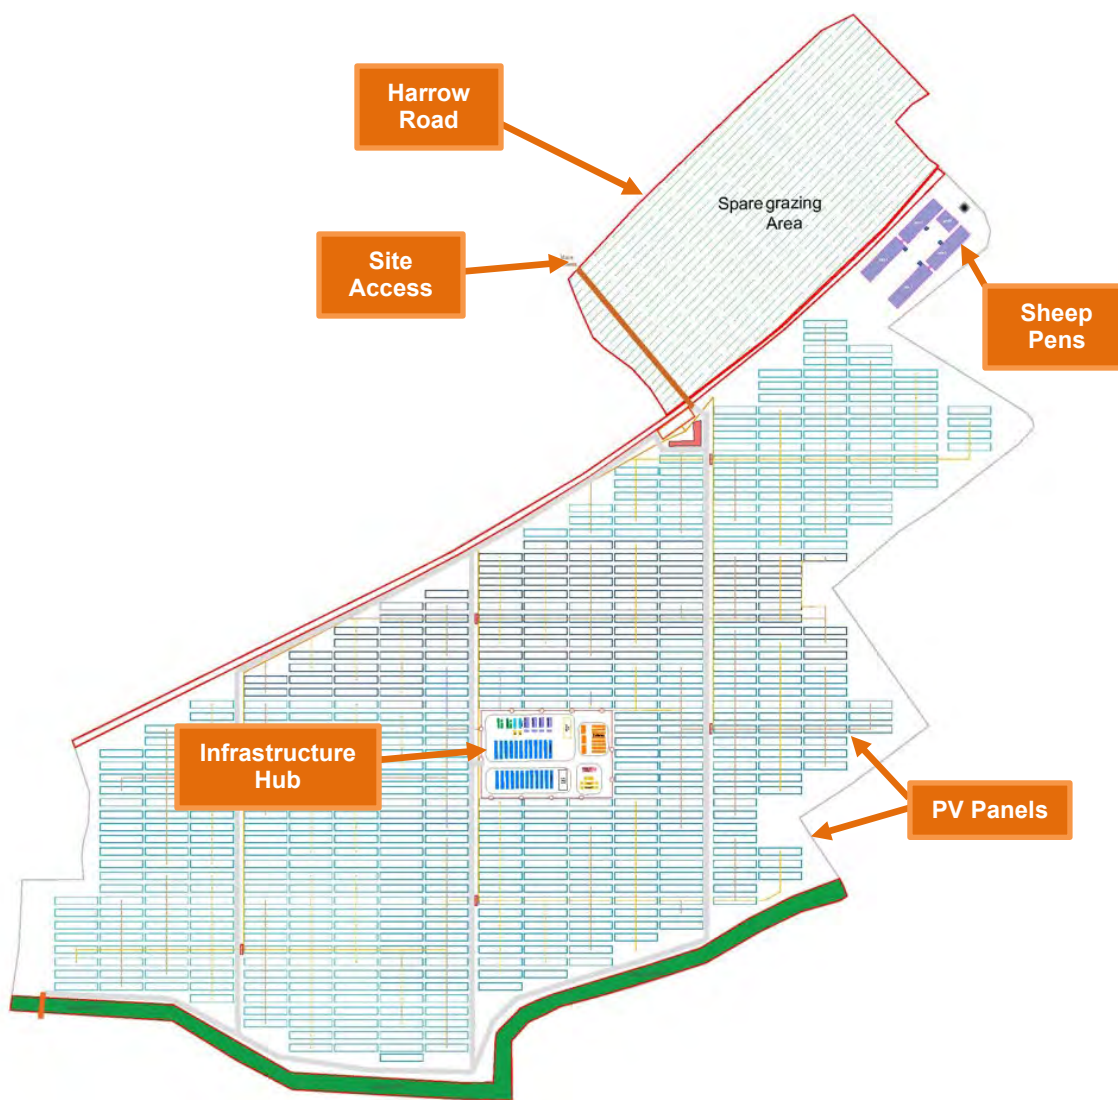 Harrow
Road
Spare grazing
Area
Site
Access
Sheep
Pens
Infrastructure
Hub
PV Panels